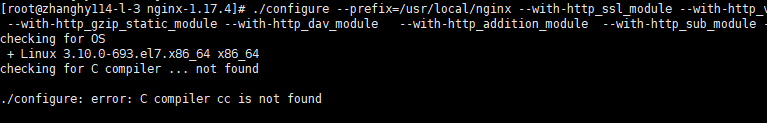 [root@zhanghy114-l-3 nginx-1.17.4]# ./configure --prefix=/usr/local/nginx --with-http_ssl_module --with-http_v
--with-http_gzip_static_module --with-http_dav_module --with-http_addition_module --with-http_sub_module -
checking for OS
+ Linux 3.10.0-693.el7.x86_64 x86_64
checking for C compiler ... not found
./configure: error: C compiler cc is not found